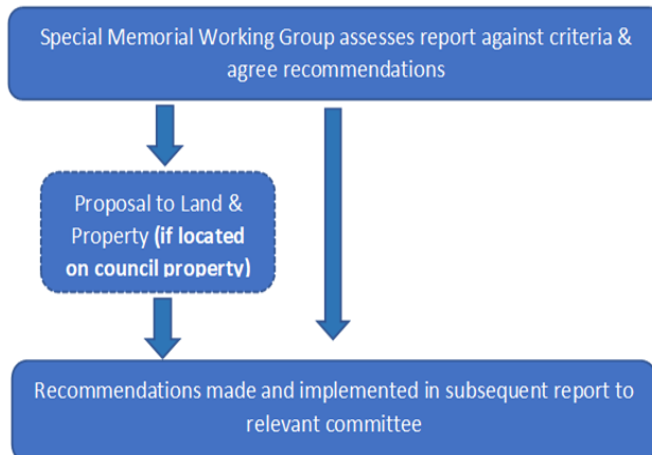 Special Memorial Working Group assesses report against criteria &
agree recommendations
Proposal to Land &
Property (if located
on council property)
Recommendations made and implemented in subsequent report to
relevant committee